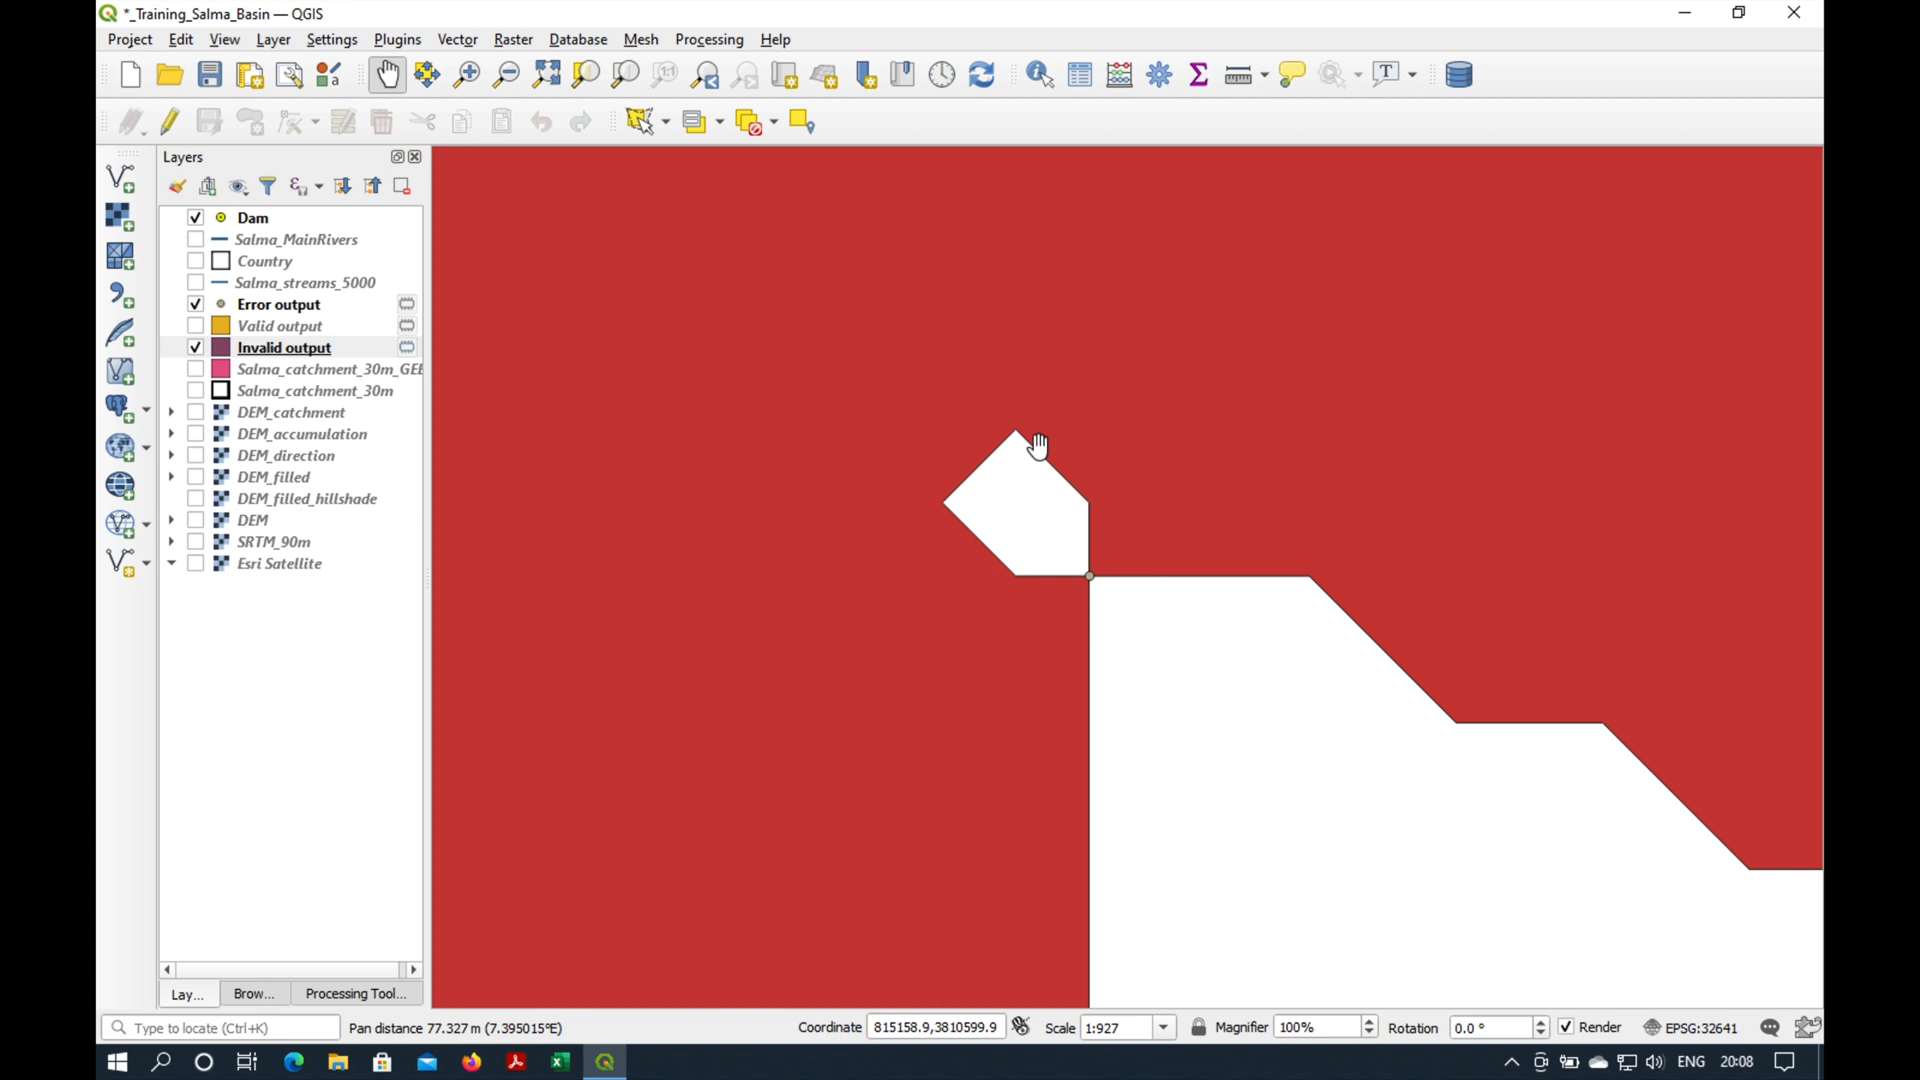 *_Training_Salma_Basin — QGIS
Project Edit View Layer Settings Plugins Vector Raster Database Mesh Processing Help
Layers
Dam
Salma_MainRivers
Country
Salma_streams_5000
Error output
Valid output
Invalid output
Salma_catchment_30m_GEE
Salma_catchment_30m
DEM_catchment
DEM_accumulation
DEM_direction
DEM_filled
DEM_filled_hillshade
DEM
SRTM_90m
Esri Satellite
Lay... Brow... Processing Tool...
Type to locate (Ctrl+K) Pan distance 77.327 m (7.395015°E) Coordinate 815158.9,3810599.9 Scale 1:927 Magnifier 100% Rotation 0.0 ° Render EPSG:32641
ENG 20:08